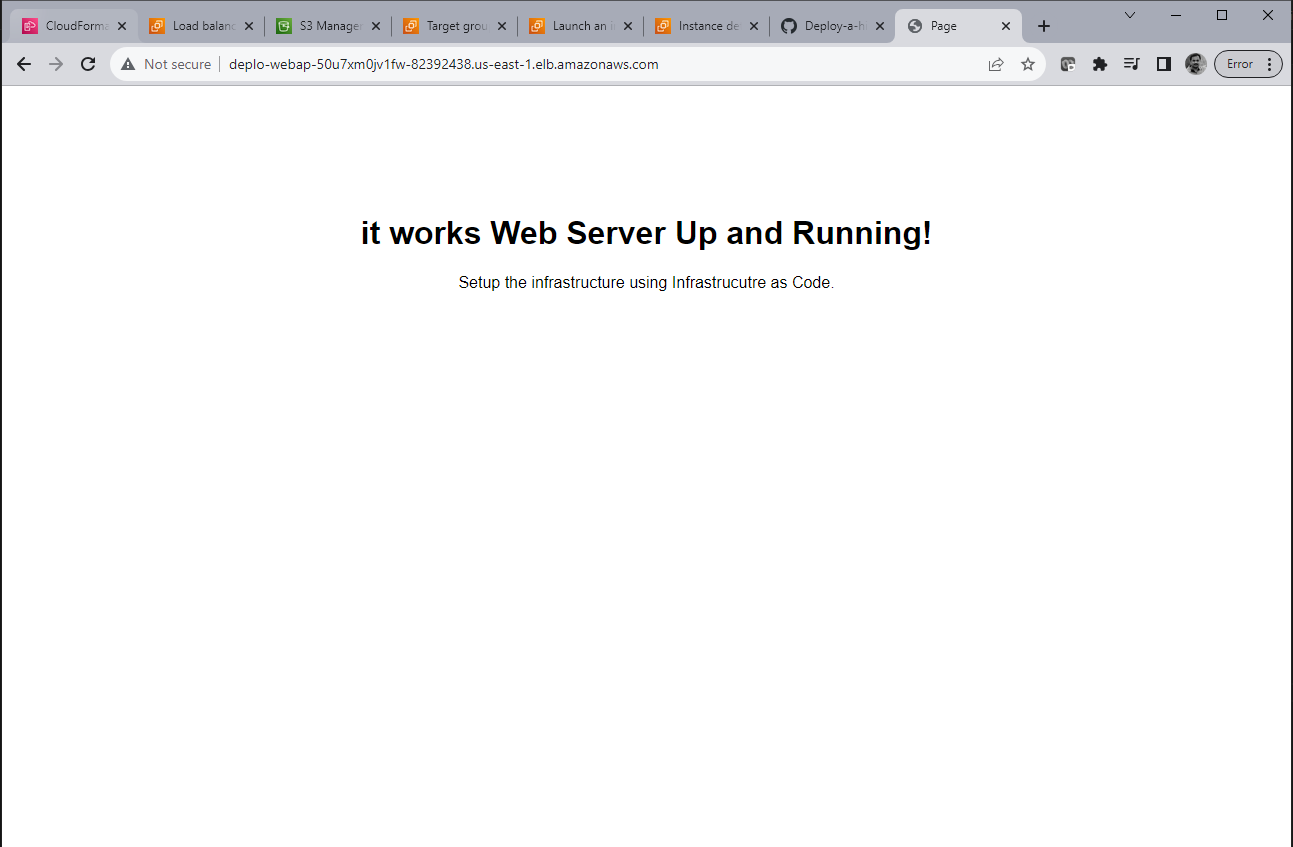 CloudForma
Load balanc
S3 Manager
Target grou
Launch an i
Instance de
Deploy-a-h
Page
Not secure
deplo-webap-50u7xm0jv1fw-82392438.us-east-1.elb.amazonaws.com
Error
it works Web Server Up and Running!
Setup the infrastructure using Infrastrucutre as Code.